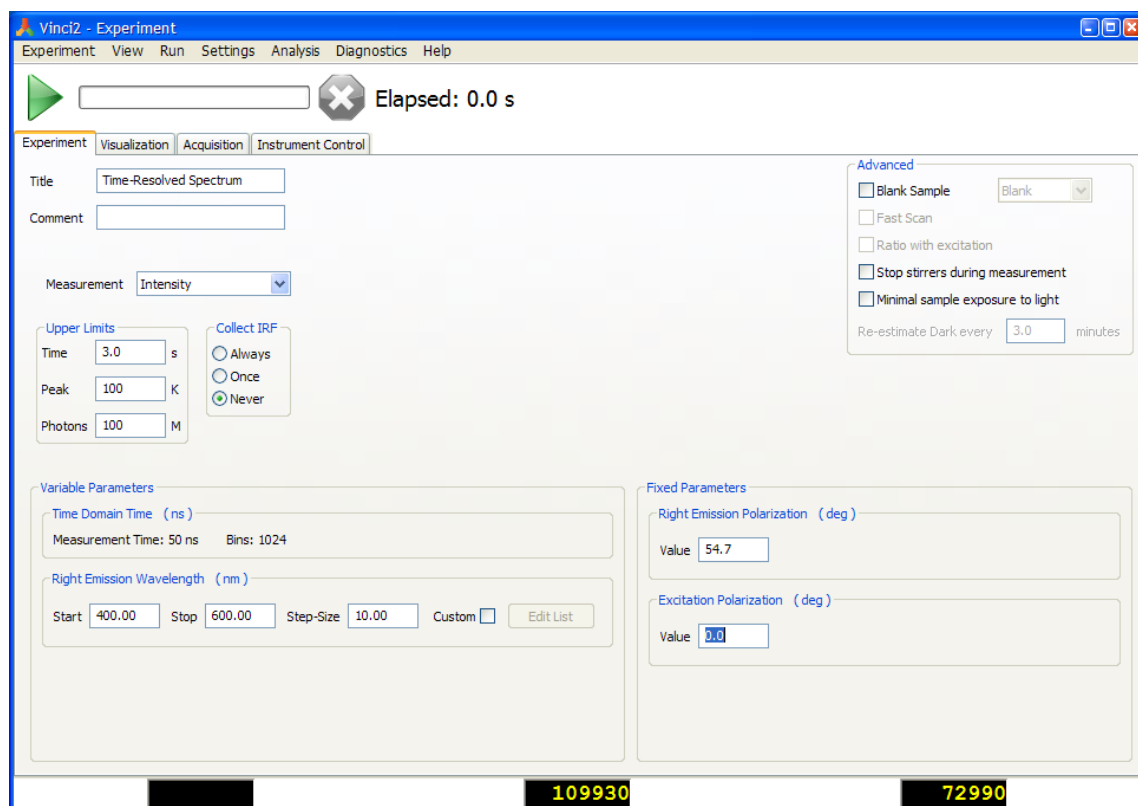 Vinci2 - Experiment
Experiment View Run Settings Analysis Diagnostics Help
Elapsed: 0.0 s
Experiment Visualization Acquisition Instrument Control
Title Time-Resolved Spectrum
Comment
Measurement Intensity
Upper Limits
Time 3.0 s
Peak 100 K
Photons 100 M
Collect IRF
Always
Once
Never
Advanced
Blank Sample Blank
Fast Scan
Ratio with excitation
Stop stirrers during measurement
Minimal sample exposure to light
Re-estimate Dark every 3.0 minutes
Variable Parameters
Time Domain Time ( ns )
Measurement Time: 50 ns Bins: 1024
Right Emission Wavelength ( nm )
Start 400.00 Stop 600.00 Step-Size 10.00 Custom Edit List
Fixed Parameters
Right Emission Polarization ( deg )
Value 54.7
Excitation Polarization ( deg )
Value 0.0
109930 72990